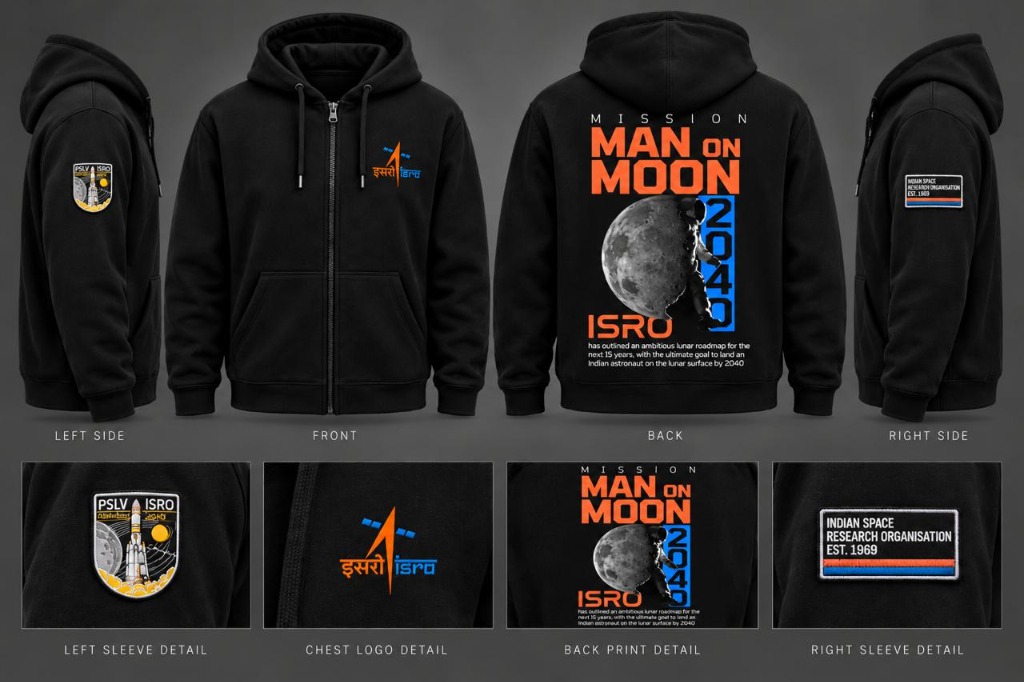 PSLV ISRO
इसरो isro
MISSION
MAN ON
MOON
2040
ISRO
has outlined an ambitious lunar roadmap for the
next 15 years, with the ultimate goal to land an
Indian astronaut on the lunar surface by 2040
INDIAN SPACE
RESEARCH ORGANISATION
EST. 1969
LEFT SIDE
FRONT
BACK
RIGHT SIDE
PSLV ISRO
इसरो isro
MISSION
MAN ON
MOON
2040
ISRO
has outlined an ambitious lunar roadmap for the
next 15 years, with the ultimate goal to land an
Indian astronaut on the lunar surface by 2040
INDIAN SPACE
RESEARCH ORGANISATION
EST. 1969
LEFT SLEEVE DETAIL
CHEST LOGO DETAIL
BACK PRINT DETAIL
RIGHT SLEEVE DETAIL